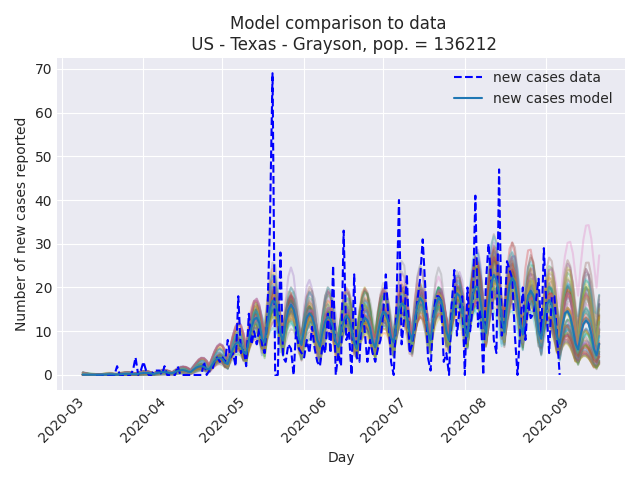 Model comparison to data
US - Texas - Grayson, pop. = 136212
new cases data
new cases model
Number of new cases reported
70
60
50
40
30
20
10
0
2020-03
2020-04
2020-05
2020-06
2020-07
2020-08
2020-09
Day